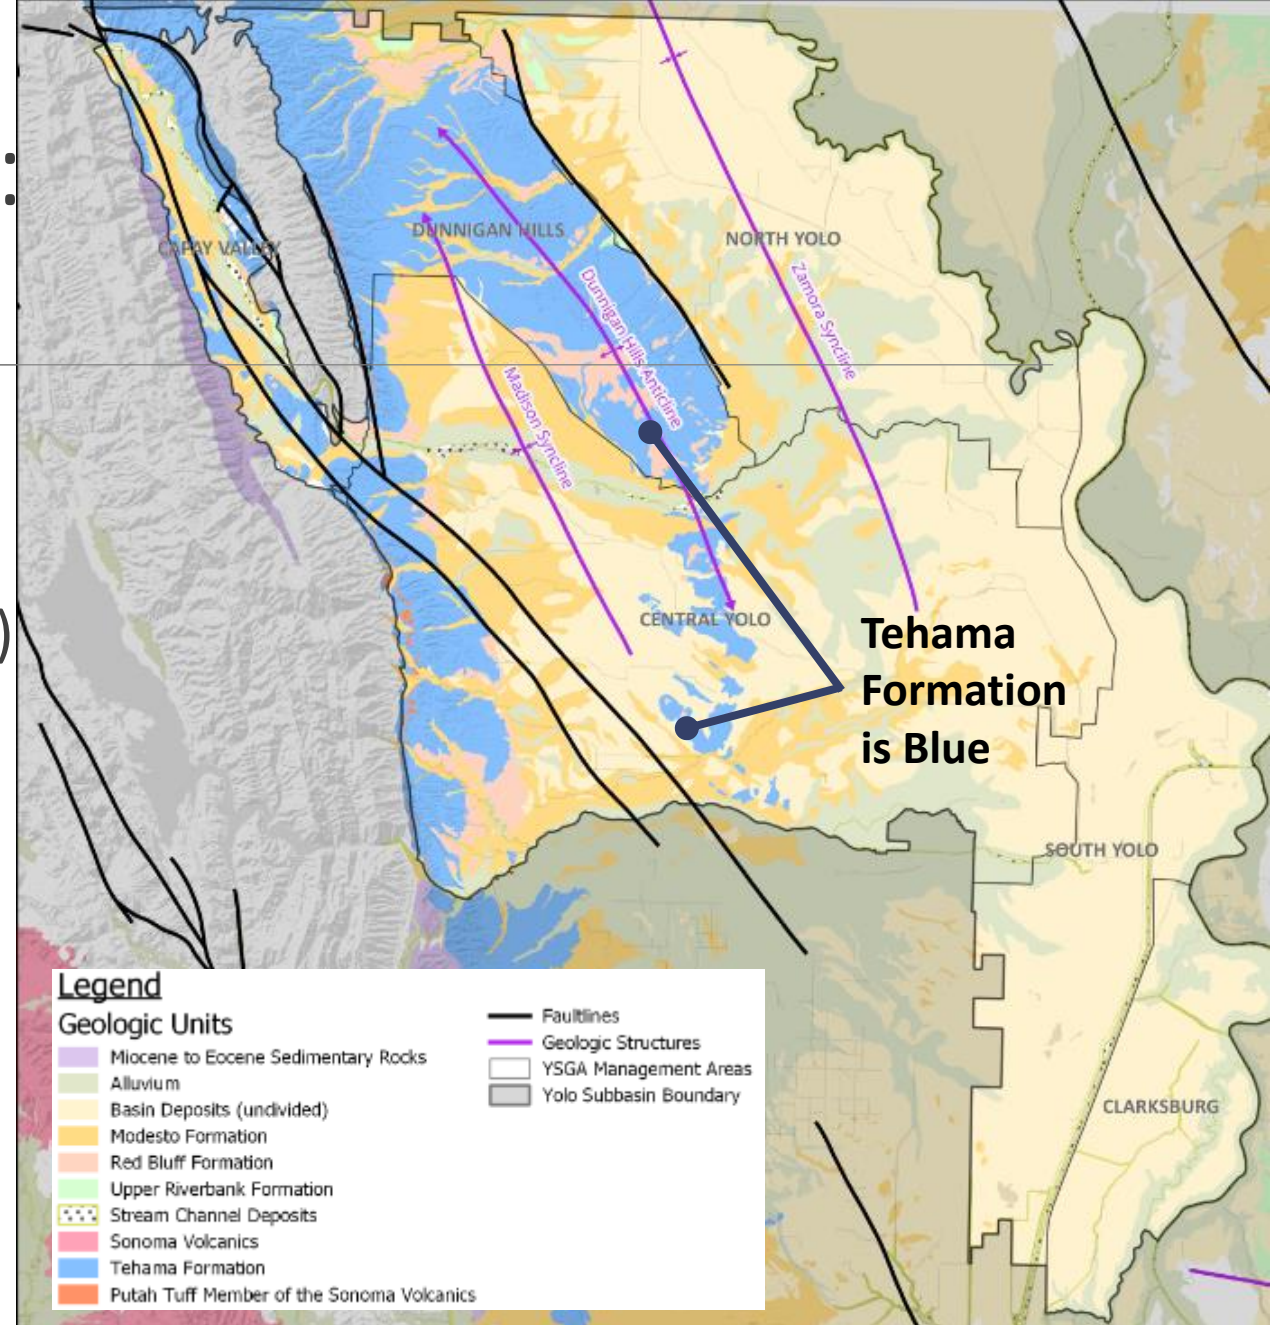 :
)
CAPAY VALLEY
DUNNIGAN HILLS
NORTH YOLO
Dunnigan Hills Anticline
Zamora Syncline
Madison Syncline
CENTRAL YOLO
Tehama
Formation
is Blue
SOUTH YOLO
CLARKSBURG
Legend
Geologic Units
Miocene to Eocene Sedimentary Rocks
Alluvium
Basin Deposits (undivided)
Modesto Formation
Red Bluff Formation
Upper Riverbank Formation
Stream Channel Deposits
Sonoma Volcanics
Tehama Formation
Putah Tuff Member of the Sonoma Volcanics
Faultlines
Geologic Structures
YSGA Management Areas
Yolo Subbasin Boundary